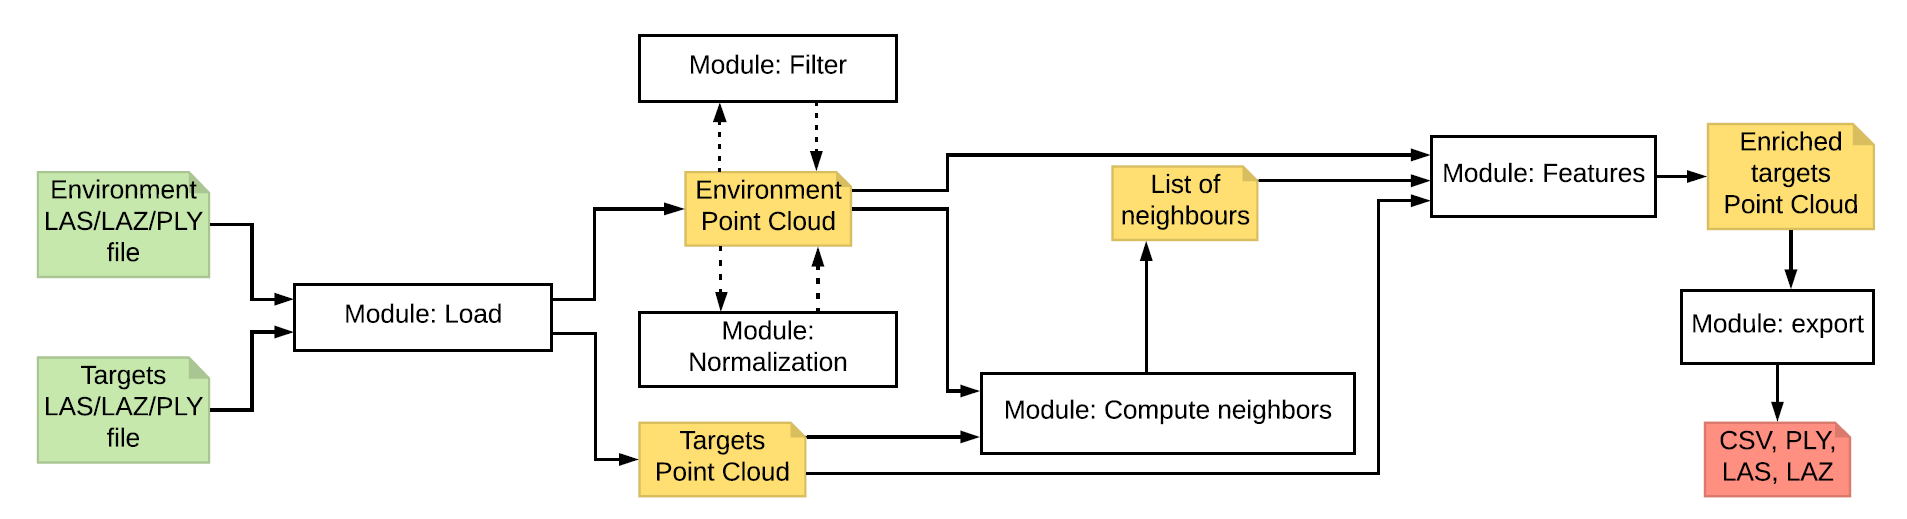 Environment
LAS/LAZ/PLY
file
Targets
LAS/LAZ/PLY
file
Module: Load
Module: Filter
Environment
Point Cloud
Module:
Normalization
Targets
Point Cloud
List of
neighbours
Module: Compute neighbors
Module: Features
Enriched
targets
Point Cloud
Module: export
CSV, PLY,
LAS, LAZ